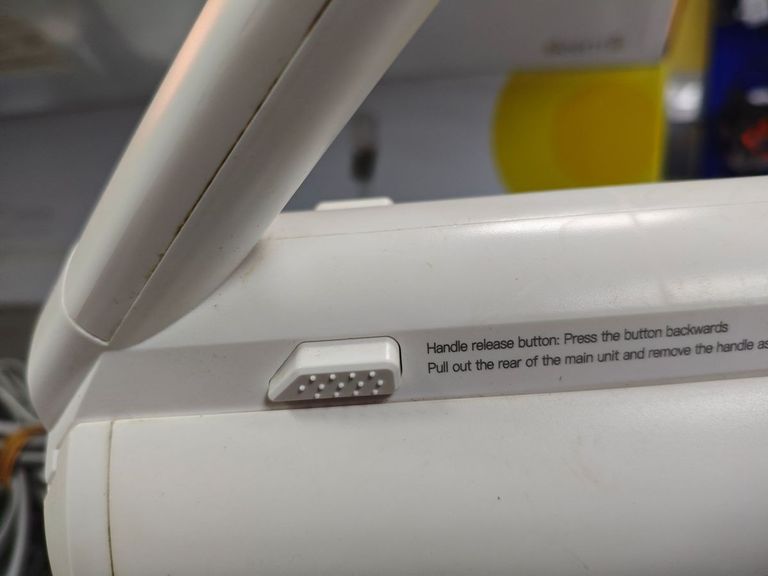 Handle release button: Press the button backwards
Pull out the rear of the main unit and remove the handle as